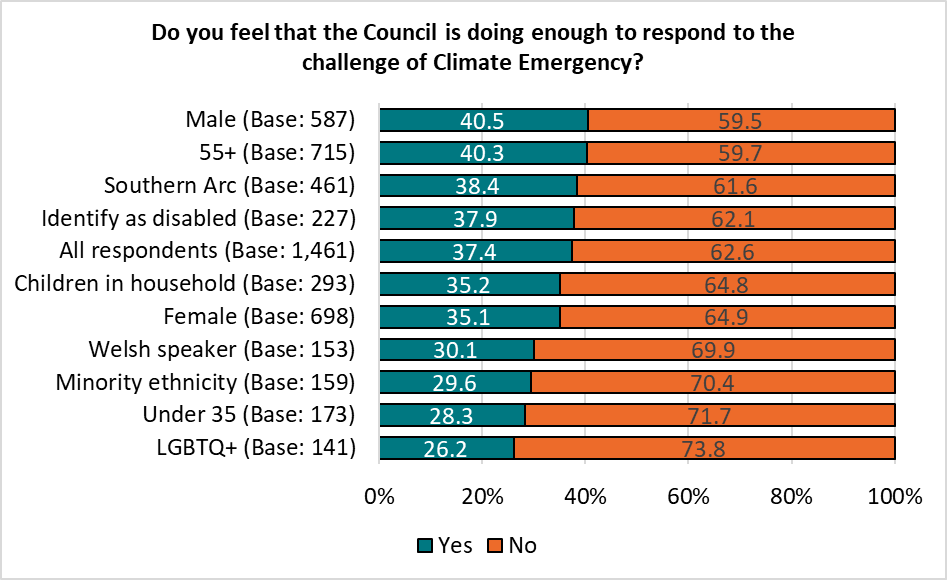 Do you feel that the Council is doing enough to respond to the
challenge of Climate Emergency?
Male (Base: 587) 40.5 59.5
55+ (Base: 715) 40.3 59.7
Southern Arc (Base: 461) 38.4 61.6
Identify as disabled (Base: 227) 37.9 62.1
All respondents (Base: 1,461) 37.4 62.6
Children in household (Base: 293) 35.2 64.8
Female (Base: 698) 35.1 64.9
Welsh speaker (Base: 153) 30.1 69.9
Minority ethnicity (Base: 159) 29.6 70.4
Under 35 (Base: 173) 28.3 71.7
LGBTQ+ (Base: 141) 26.2 73.8
0% 20% 40% 60% 80% 100%
Yes No